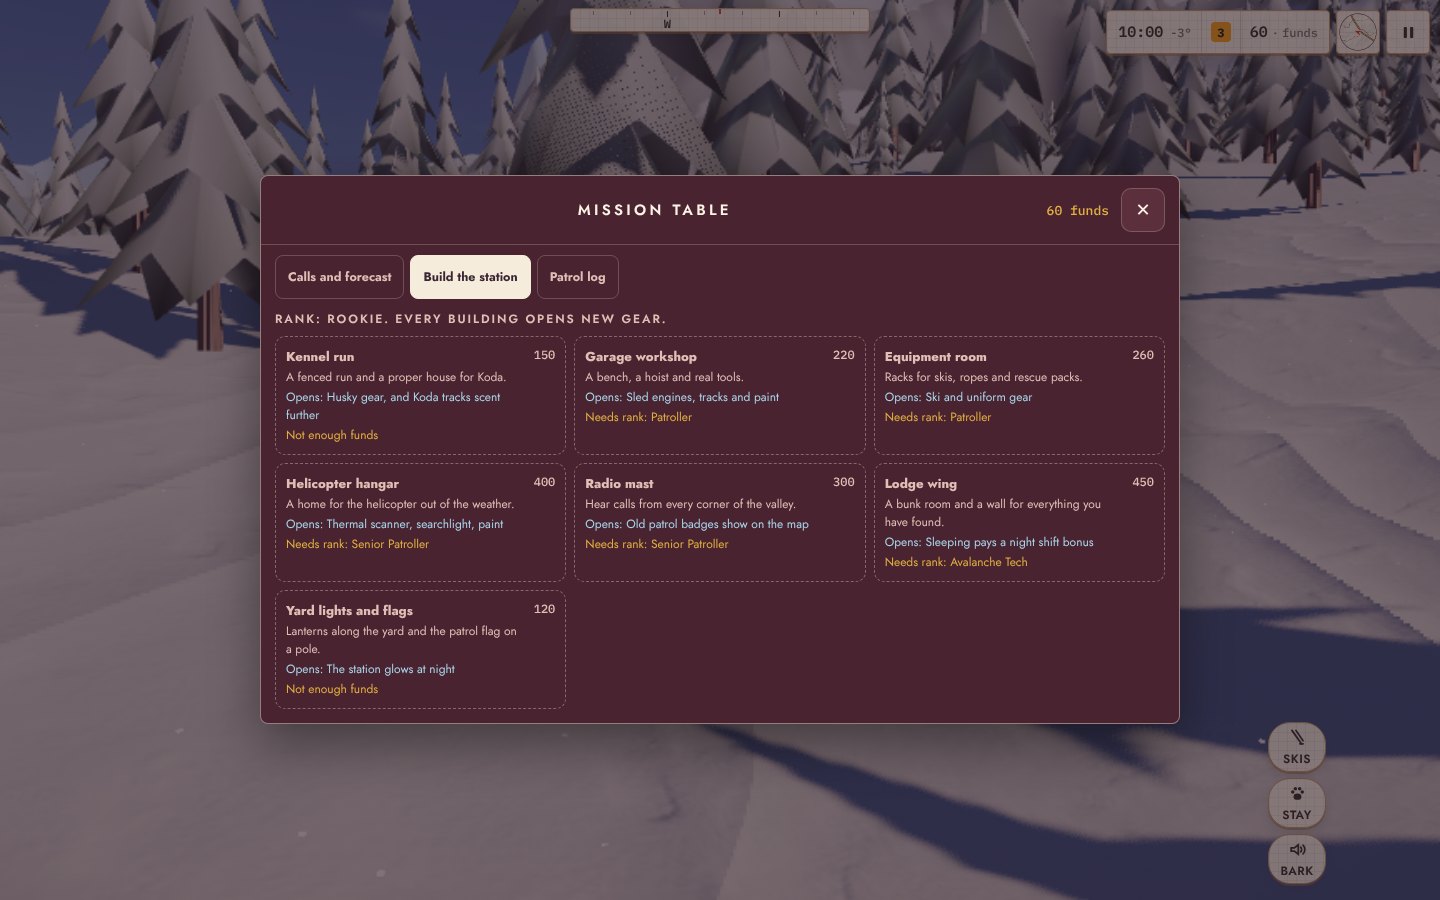 W
10:00 -3° 3 60 · funds
MISSION TABLE
60 funds
Calls and forecast
Build the station
Patrol log
RANK: ROOKIE. EVERY BUILDING OPENS NEW GEAR.
Kennel run 150
A fenced run and a proper house for Koda.
Opens: Husky gear, and Koda tracks scent
further
Not enough funds
Garage workshop 220
A bench, a hoist and real tools.
Opens: Sled engines, tracks and paint
Needs rank: Patroller
Equipment room 260
Racks for skis, ropes and rescue packs.
Opens: Ski and uniform gear
Needs rank: Patroller
Helicopter hangar 400
A home for the helicopter out of the weather.
Opens: Thermal scanner, searchlight, paint
Needs rank: Senior Patroller
Radio mast 300
Hear calls from every corner of the valley.
Opens: Old patrol badges show on the map
Needs rank: Senior Patroller
Lodge wing 450
A bunk room and a wall for everything you
have found.
Opens: Sleeping pays a night shift bonus
Needs rank: Avalanche Tech
Yard lights and flags 120
Lanterns along the yard and the patrol flag on
a pole.
Opens: The station glows at night
Not enough funds
SKIS
STAY
BARK